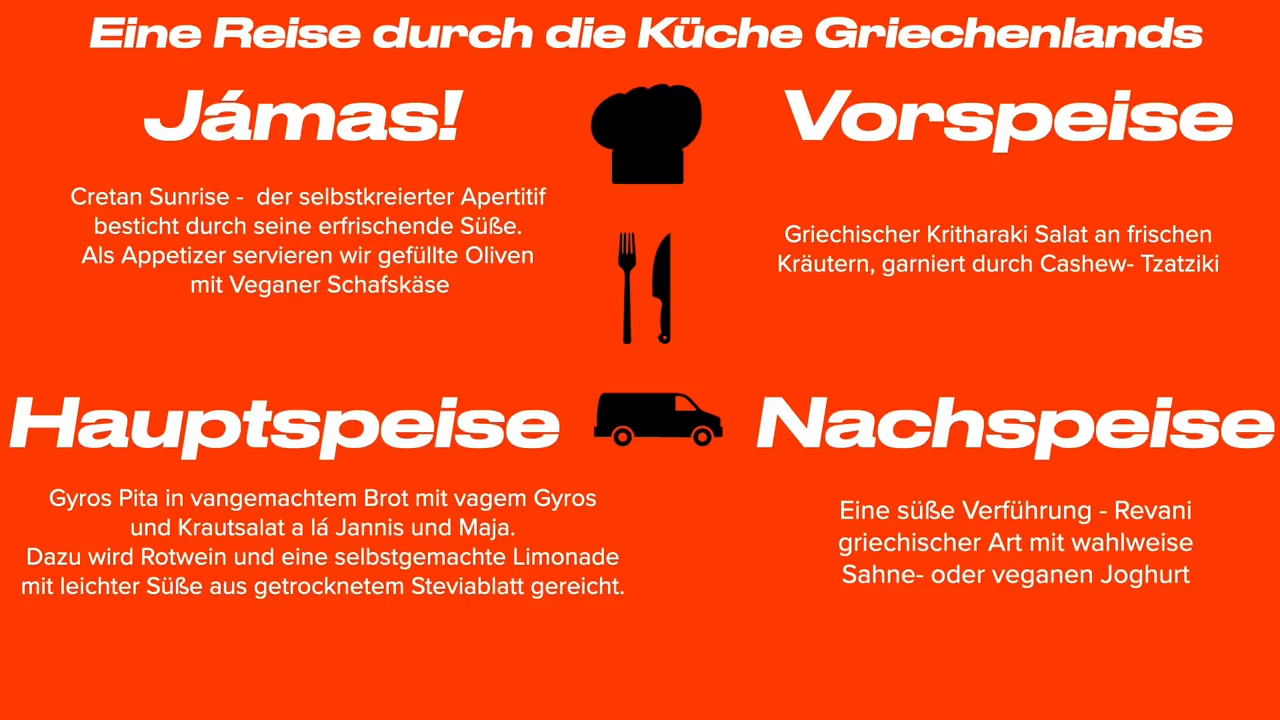 Eine Reise durch die Küche Griechenlands
Jámas!
Cretan Sunrise -  der selbstkreierter Apertitif
besticht durch seine erfrischende Süße.
Als Appetizer servieren wir gefüllte Oliven
mit Veganer Schafskäse
Vorspeise
Griechischer Kritharaki Salat an frischen
Kräutern, garniert durch Cashew- Tzatziki
Hauptspeise
Gyros Pita in vangemachtem Brot mit vagem Gyros
und Krautsalat a lá Jannis und Maja.
Dazu wird Rotwein und eine selbstgemachte Limonade
mit leichter Süße aus getrocknetem Steviablatt gereicht.
Nachspeise
Eine süße Verführung - Revani
griechischer Art mit wahlweise
Sahne- oder veganen Joghurt